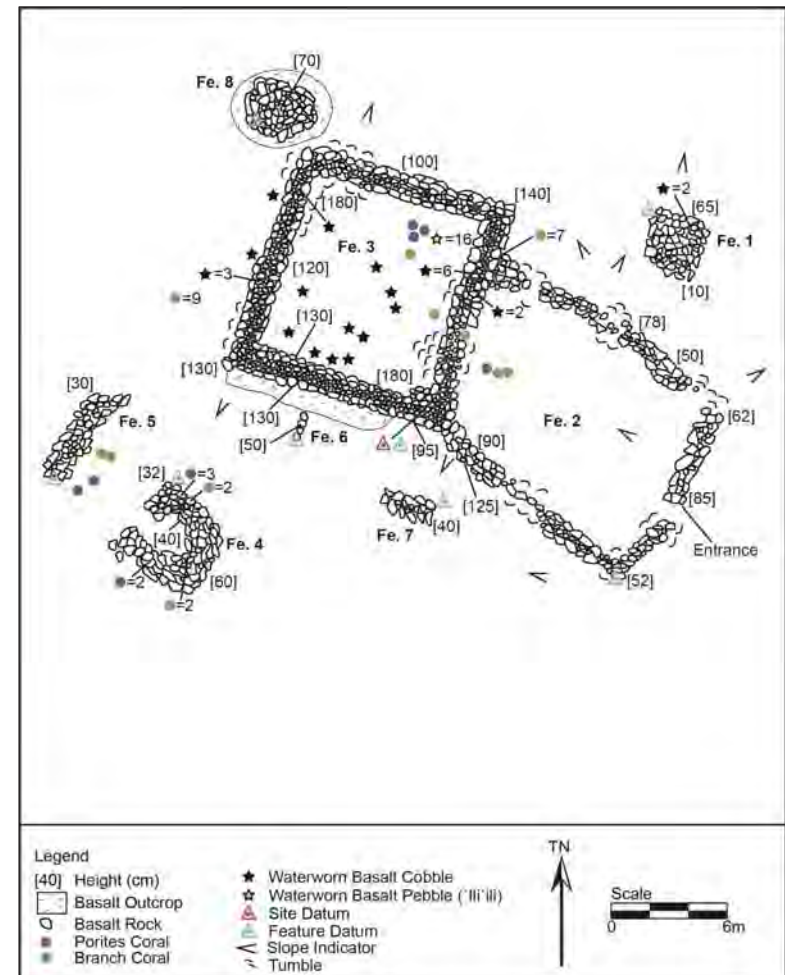 [70]
Fe. 8
[100]
[180]
[140]
Fe. 3
=16
=7
=2
[65]
Fe. 1
=3
[120]
=6
[10]
=9
=2
[78]
[130]
[50]
[130]
[180]
[30]
[130]
Fe. 2
[62]
Fe. 5
[50]
Fe. 6
[95]
[90]
[32]
=3
=2
[125]
[85]
[40]
Fe. 4
Fe. 7
[40]
Entrance
=2
[60]
[52]
=2
Legend
[40] Height (cm)
Basalt Outcrop
Basalt Rock
Porites Coral
Branch Coral
Waterworn Basalt Cobble
Waterworn Basalt Pebble (`Ili`ili)
Site Datum
Feature Datum
Slope Indicator
Tumble
TN
Scale
0
6m